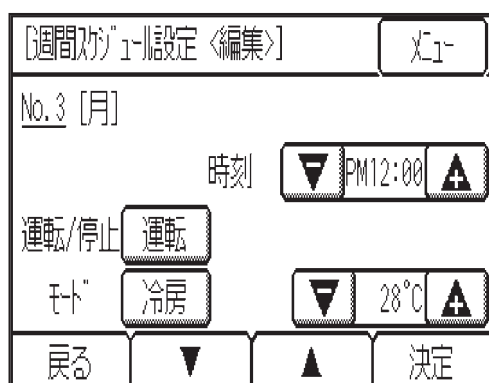 [週間スケジュール設定 〈編集〉] メニュー
No.3 [月]
時刻 ▼ PM12:00 ▲
運転/停止 運転
モード 冷房 ▼ 28°C ▲
戻る ▼ ▲ 決定